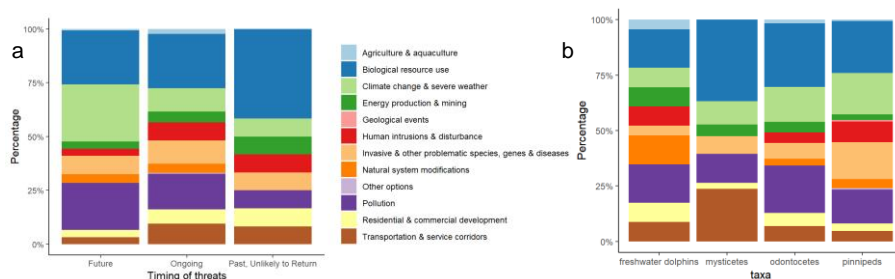 a
Percentage
100%
75%
50%
25%
0%
Future
Ongoing
Past, Unlikely to Return
Timing of threats
Agriculture & aquaculture
Biological resource use
Climate change & severe weather
Energy production & mining
Geological events
Human intrusions & disturbance
Invasive & other problematic species, genes & diseases
Natural system modifications
Other options
Pollution
Residential & commercial development
Transportation & service corridors
b
Percentage
100%
75%
50%
25%
0%
freshwater dolphins
mysticetes
odontocetes
pinnipeds
taxa